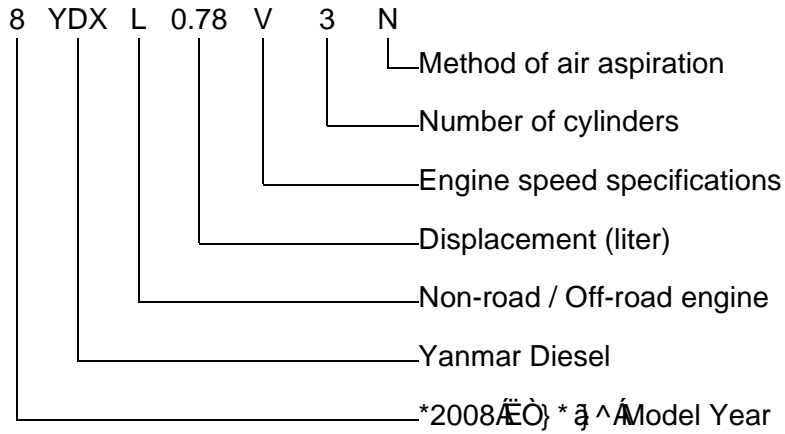 8 YDX L 0.78 V 3 N
Method of air aspiration
Number of cylinders
Engine speed specifications
Displacement (liter)
Non-road / Off-road engine
Yanmar Diesel
*2008 Model Year